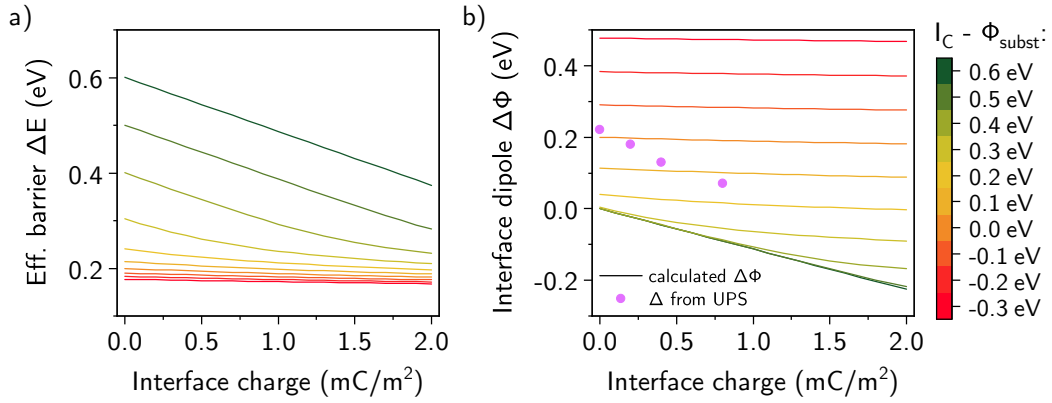 a)
Eff. barrier ΔE (eV)
0.6
0.4
0.2
0.0 0.5 1.0 1.5 2.0
Interface charge (mC/m²)
b)
Interface dipole ΔΦ (eV)
0.4
0.2
0.0
-0.2
calculated ΔΦ
Δ from UPS
0.0 0.5 1.0 1.5 2.0
Interface charge (mC/m²)
I_C - Φ_subst:
0.6 eV
0.5 eV
0.4 eV
0.3 eV
0.2 eV
0.1 eV
0.0 eV
-0.1 eV
-0.2 eV
-0.3 eV